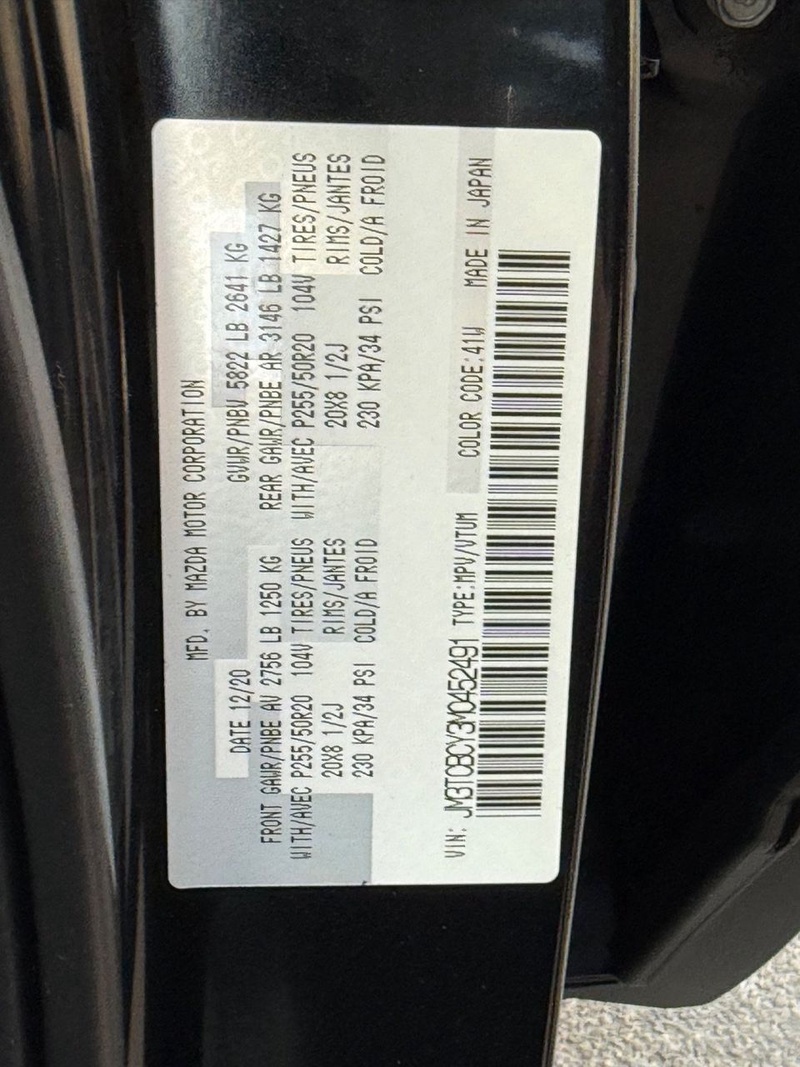 MFD. BY MAZDA MOTOR CORPORATION
DATE 12/20 GVWR/PNBV 5822 LB 2641 KG
FRONT GAWR/PNBE AV 2756 LB 1250 KG REAR GAWR/PNBE AR 3146 LB 1427 KG
WITH/AVEC P255/50R20 104V TIRES/PNEUS WITH/AVEC P255/50R20 104V TIRES/PNEUS
20X8 1/2J RIMS/JANTES 20X8 1/2J RIMS/JANTES
230 KPA/34 PSI COLD/A FROID 230 KPA/34 PSI COLD/A FROID
VIN: JM3TCBCY3M0452491 TYPE:MPV/VTUM COLOR CODE:41W MADE IN JAPAN